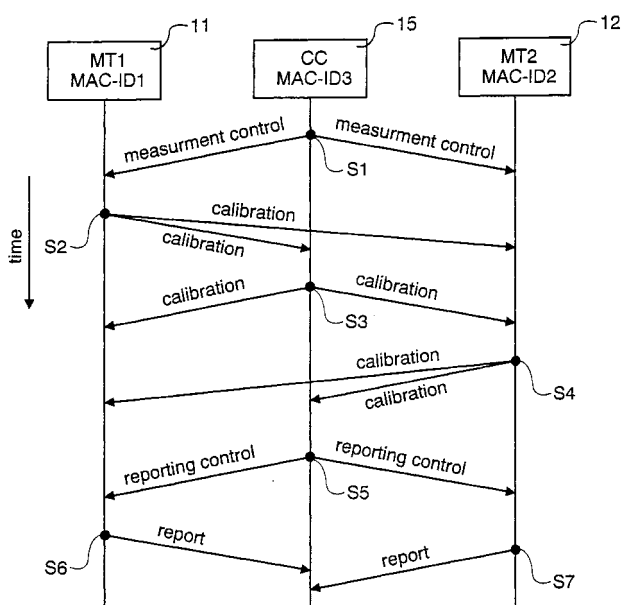 11
15
12
MT1
MAC-ID1
CC
MAC-ID3
MT2
MAC-ID2
measurment control
measurment control
S1
time
S2
calibration
calibration
calibration
calibration
S3
calibration
calibration
S4
reporting control
reporting control
S5
report
report
S6
S7